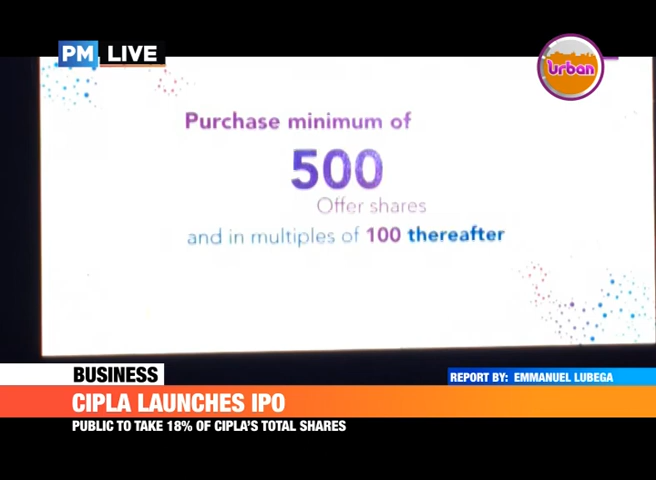 PM LIVE
Urban
Purchase minimum of
500
Offer shares
and in multiples of 100 thereafter
BUSINESS
REPORT BY: EMMANUEL LUBEGA
CIPLA LAUNCHES IPO
PUBLIC TO TAKE 18% OF CIPLA'S TOTAL SHARES